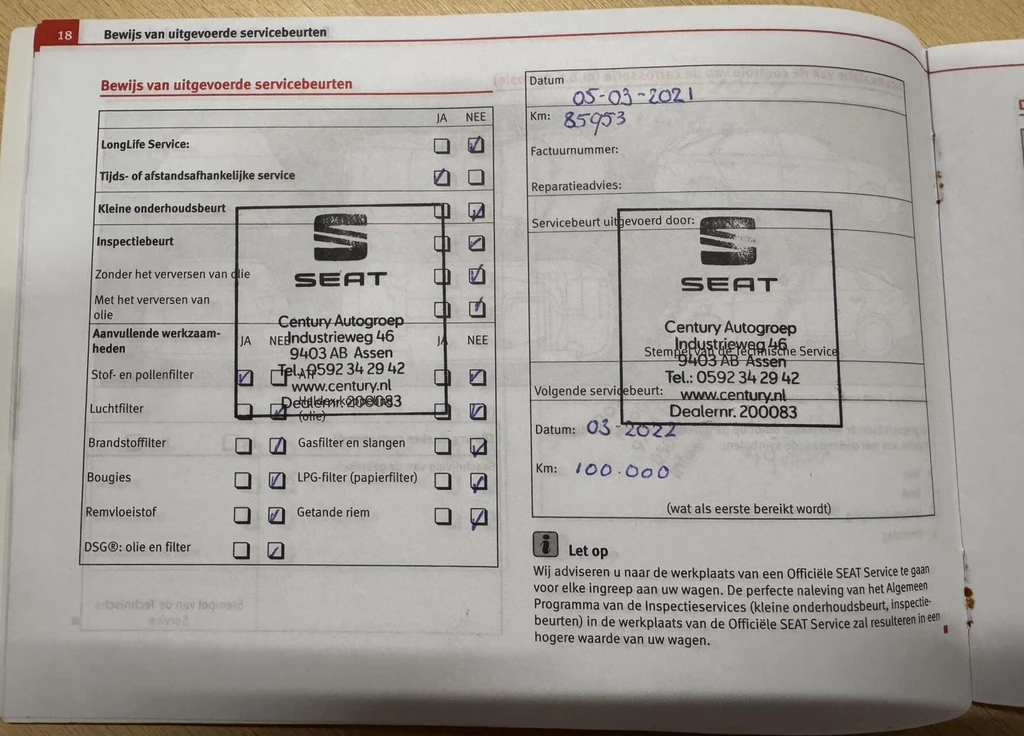 18
Bewijs van uitgevoerde servicebeurten
Bewijs van uitgevoerde servicebeurten
JA NEE
LongLife Service:
Tijds- of afstandsafhankelijke service
Kleine onderhoudsbeurt
Inspectiebeurt
Zonder het verversen van olie
Met het verversen van
olie
Aanvullende werkzaam-
heden
JA NEE JA NEE
Stof- en pollenfilter
Luchtfilter
(olie)
Brandstoffilter
Gasfilter en slangen
Bougies
LPG-filter (papierfilter)
Remvloeistof
Getande riem
DSG®: olie en filter
SEAT
Century Autogroep
Industrieweg 46
9403 AB Assen
Tel.: 0592 34 29 42
www.century.nl
Dealernr. 200083
Datum
05-03-2021
Km: 85953
Factuurnummer:
Reparatieadvies:
Servicebeurt uitgevoerd door:
SEAT
Century Autogroep
Industrieweg 46
Stempel van de Technische Service
9403 AB Assen
Tel.: 0592 34 29 42
www.century.nl
Dealernr. 200083
Volgende servicebeurt:
Datum: 03-2022
Km: 100.000
(wat als eerste bereikt wordt)
i Let op
Wij adviseren u naar de werkplaats van een Officiële SEAT Service te gaan
voor elke ingreep aan uw wagen. De perfecte naleving van het Algemeen
Programma van de Inspectieservices (kleine onderhoudsbeurt, inspectie-
beurten) in de werkplaats van de Officiële SEAT Service zal resulteren in een
hogere waarde van uw wagen.